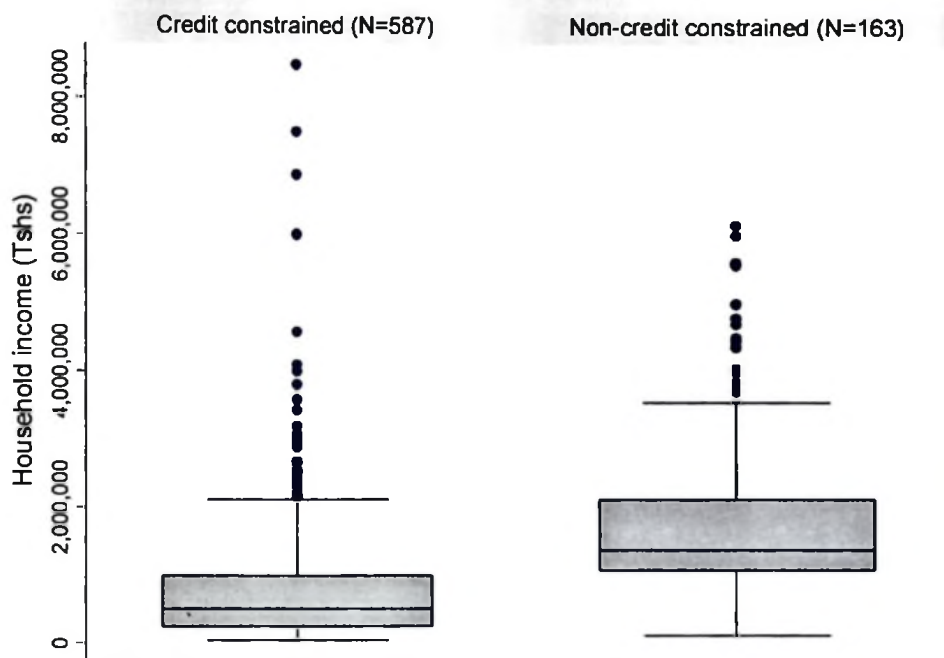 Credit constrained (N=587)
Non-credit constrained (N=163)
Household income (Tshs)
8,000,000
6,000,000
4,000,000
2,000,000
0